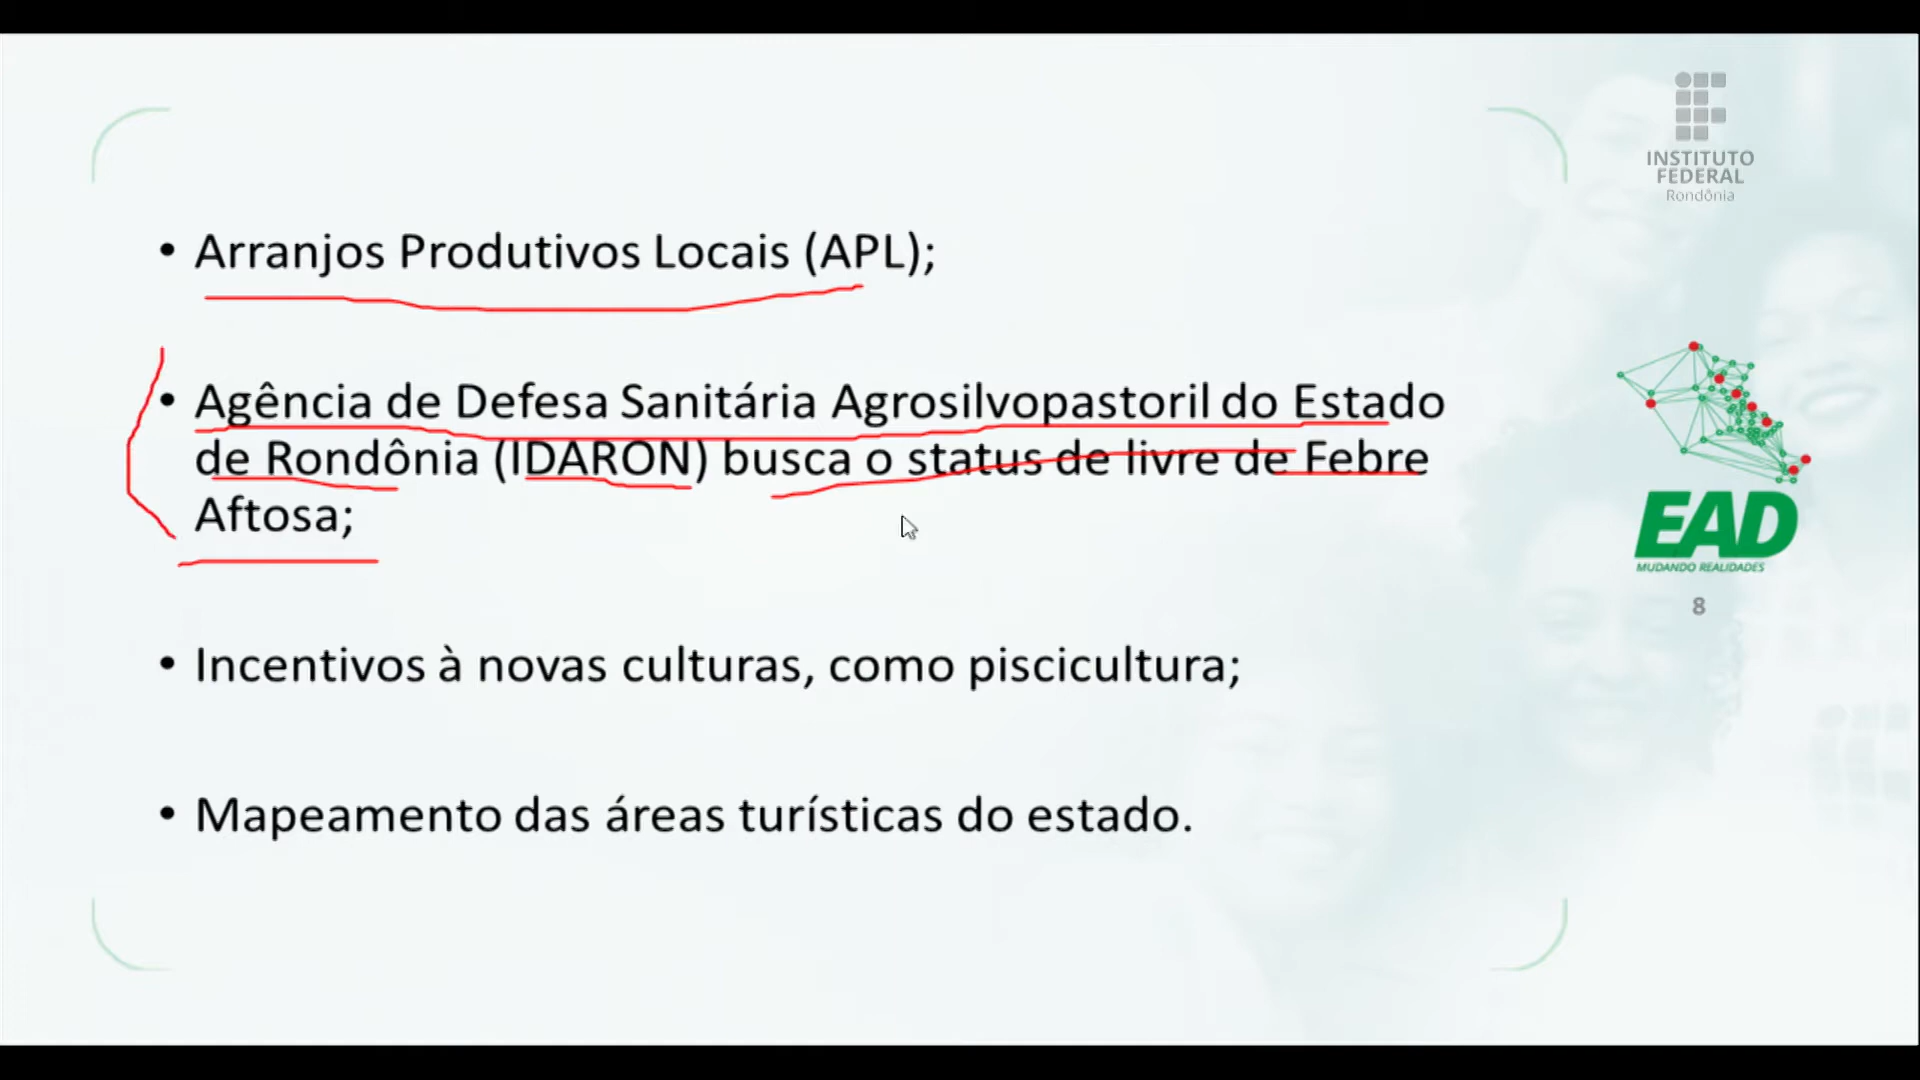 INSTITUTO
FEDERAL
Rondônia
• Arranjos Produtivos Locais (APL);
• Agência de Defesa Sanitária Agrosilvopastoril do Estado
de Rondônia (IDARON) busca o status de livre de Febre
Aftosa;
• Incentivos à novas culturas, como piscicultura;
• Mapeamento das áreas turísticas do estado.
EAD
MUDANDO REALIDADES
8